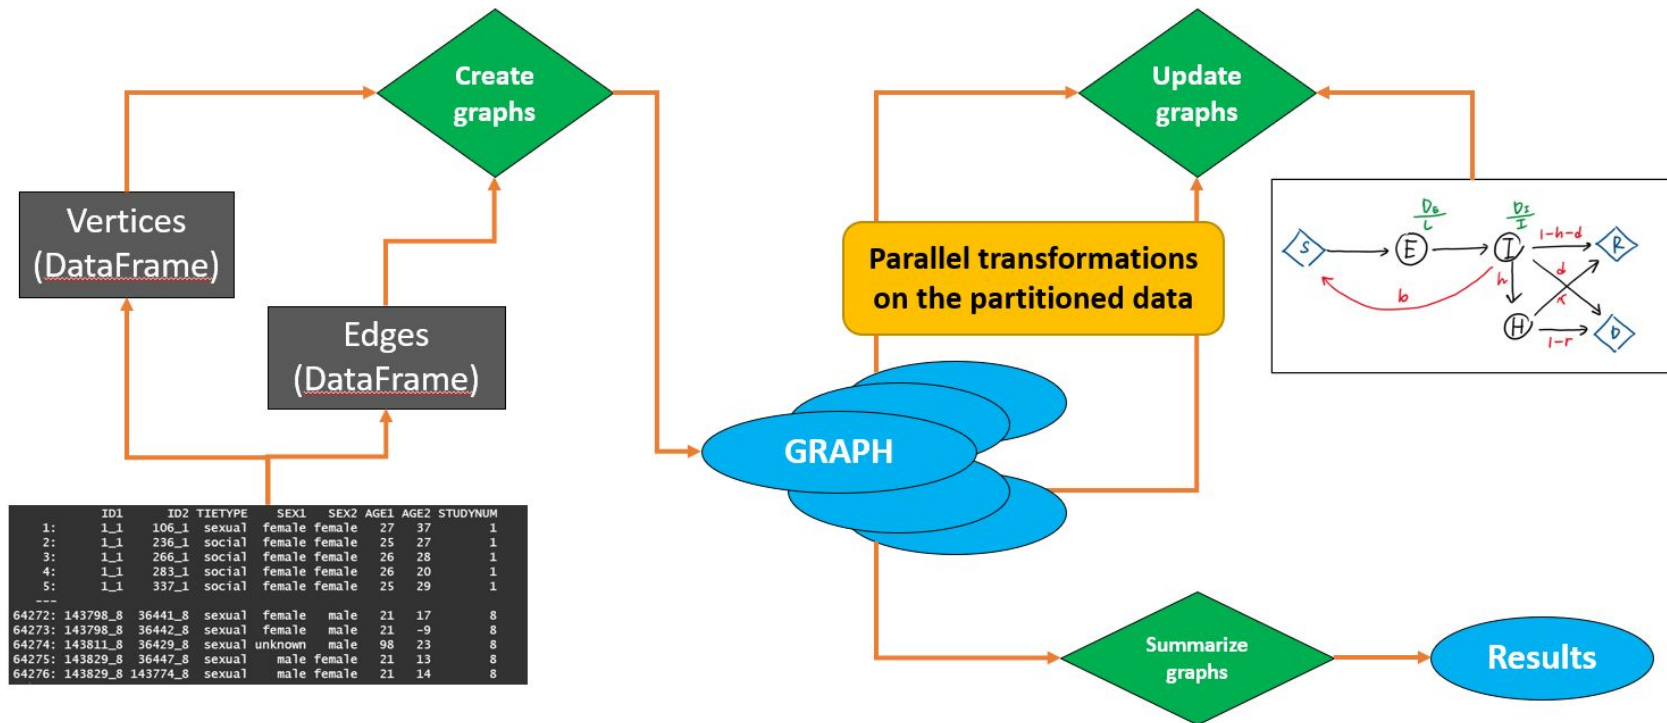 Create
graphs
Update
graphs
Vertices
(DataFrame)
Edges
(DataFrame)
Parallel transformations
on the partitioned data
GRAPH
S
E
I
R
H
D
D_E
L
D_I
I
1-h-d
b
h
d
r
1-r
ID1 ID2 TIETYPE SEX1 SEX2 AGE1 AGE2 STUDYNUM
1: 1_1 106_1 sexual female female 27 37 1
2: 1_1 236_1 social female female 25 27 1
3: 1_1 266_1 social female female 26 28 1
4: 1_1 283_1 social female female 26 20 1
5: 1_1 337_1 social female female 25 29 1
---
64272: 143798_8 36441_8 sexual female male 21 17 8
64273: 143798_8 36442_8 sexual female male 21 -9 8
64274: 143811_8 36429_8 sexual unknown male 98 23 8
64275: 143829_8 36447_8 sexual male female 21 13 8
64276: 143829_8 143774_8 sexual male female 21 14 8
Summarize
graphs
Results